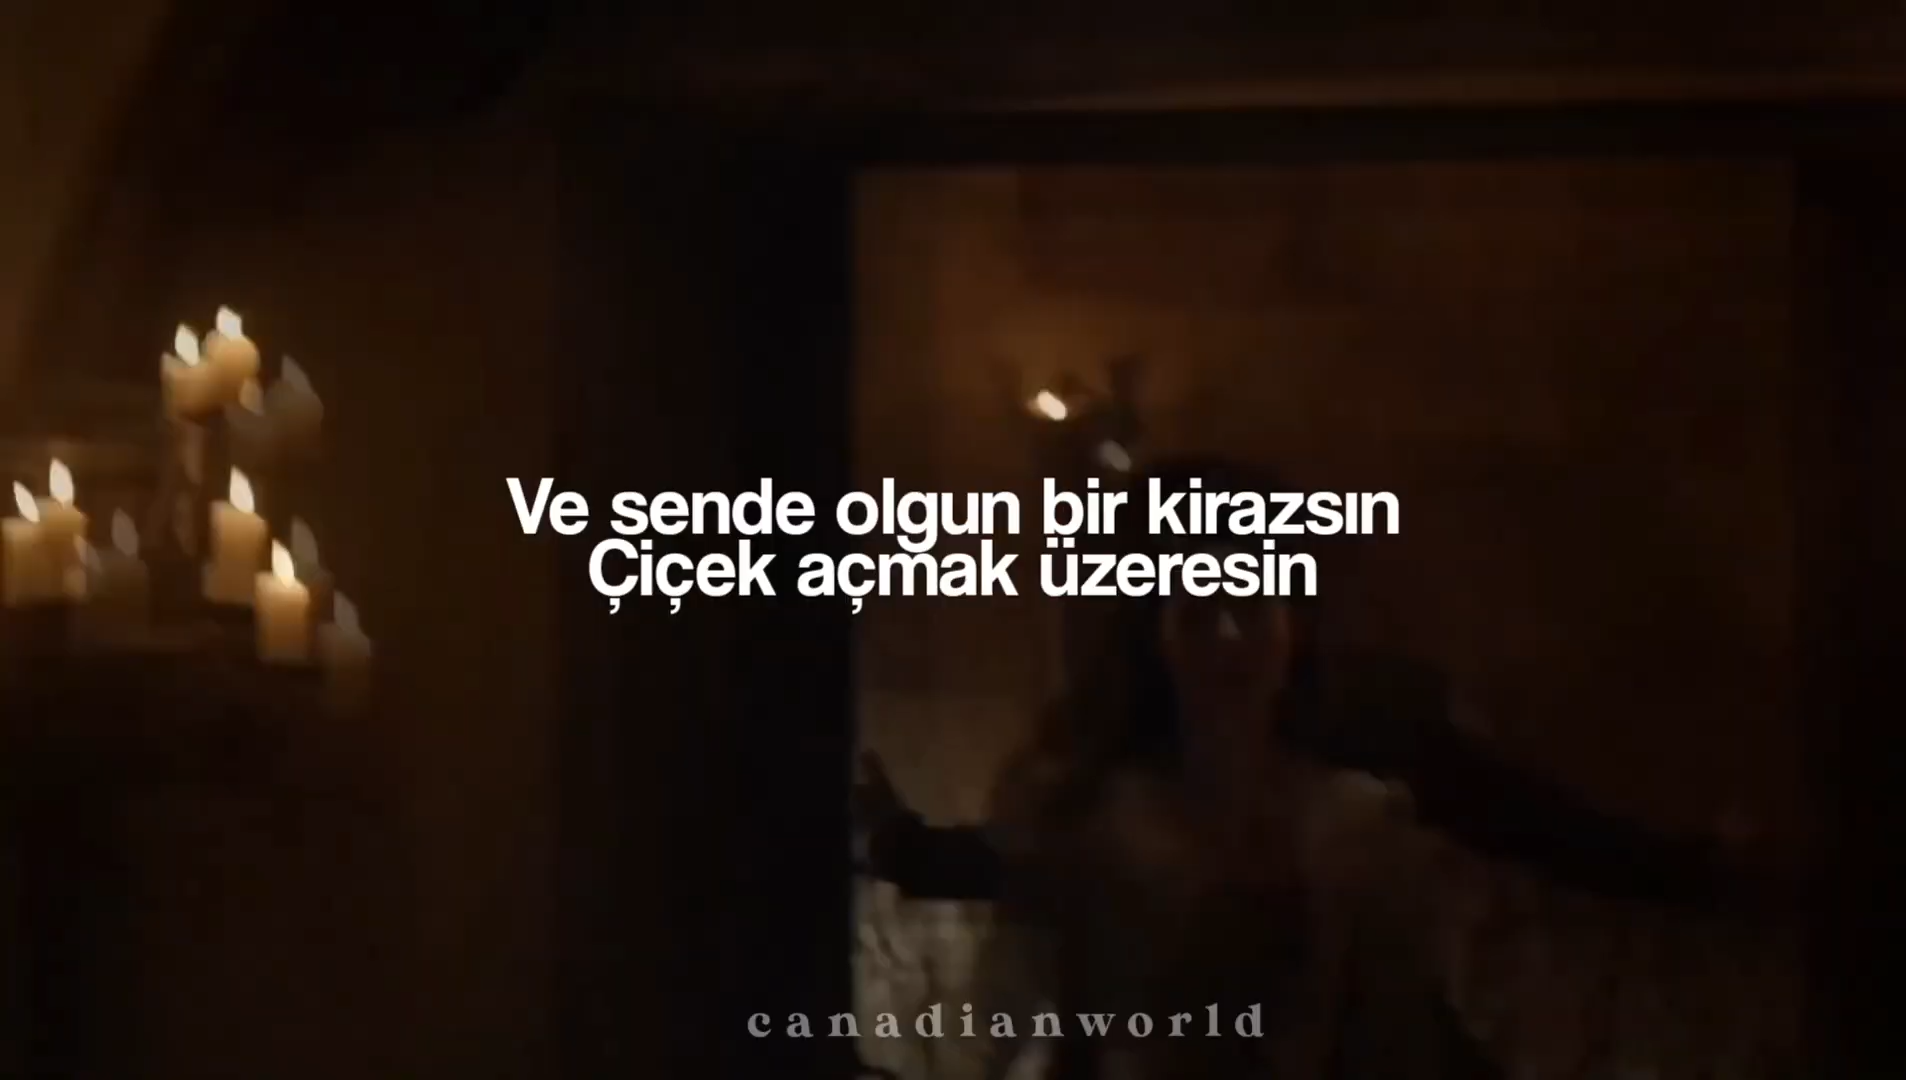 Ve sende olgun bir kirazsın
Çiçek açmak üzeresin
canadianworld